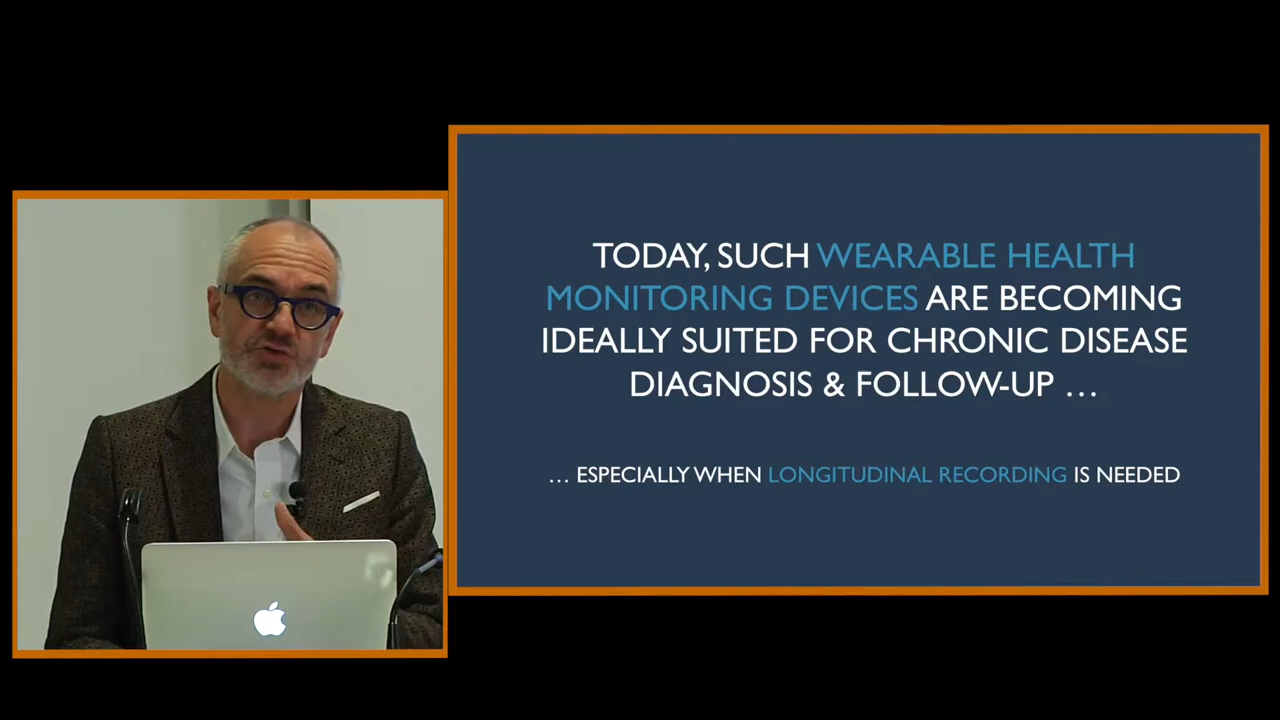 TODAY, SUCH WEARABLE HEALTH
MONITORING DEVICES ARE BECOMING
IDEALLY SUITED FOR CHRONIC DISEASE
DIAGNOSIS & FOLLOW-UP …
… ESPECIALLY WHEN LONGITUDINAL RECORDING IS NEEDED